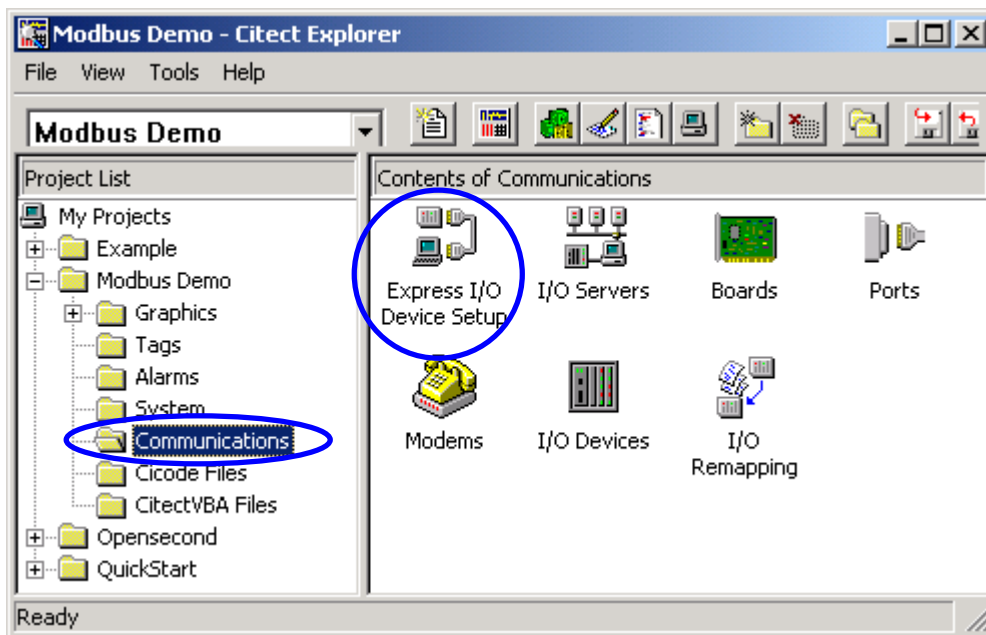 Modbus Demo - Citect Explorer
File View Tools Help
Modbus Demo
Project List
Contents of Communications
My Projects
Example
Modbus Demo
Graphics
Tags
Alarms
System
Communications
Cicode Files
CitectVBA Files
Opensecond
QuickStart
Express I/O
Device Setup
I/O Servers
Boards
Ports
Modems
I/O Devices
I/O
Remapping
Ready